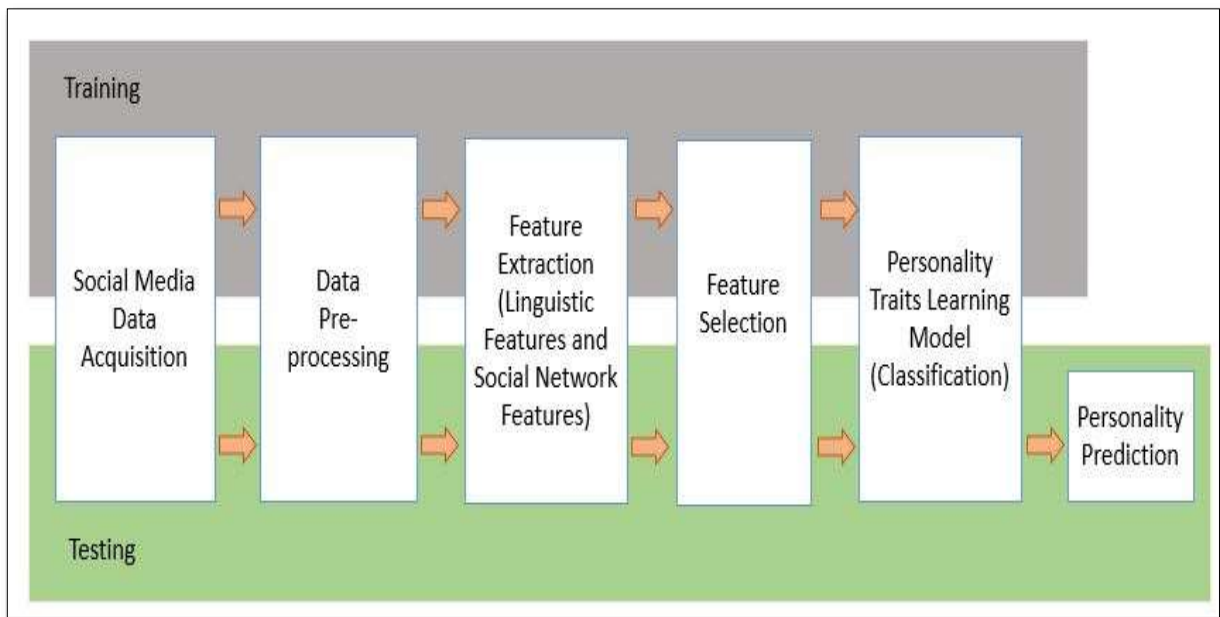 Training
Social Media
Data
Acquisition
Data
Pre-
processing
Feature
Extraction
(Linguistic
Features and
Social Network
Features)
Feature
Selection
Personality
Traits Learning
Model
(Classification)
Personality
Prediction
Testing